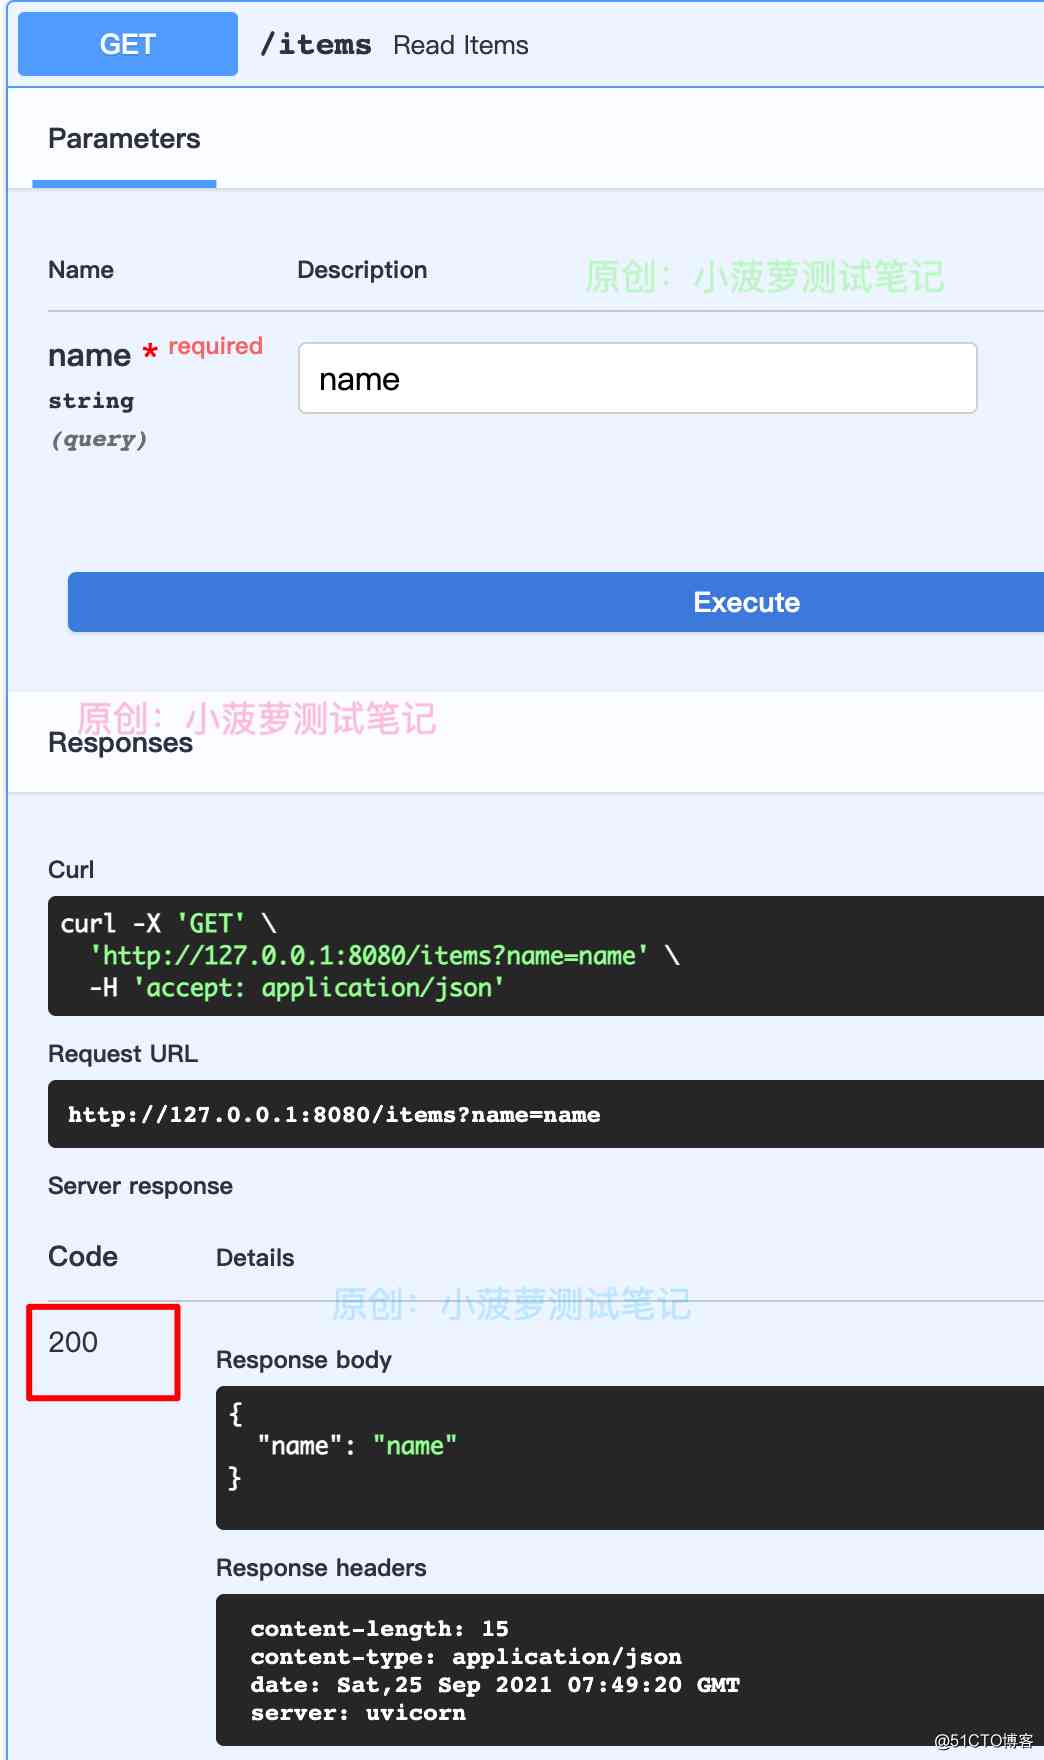 GET /items Read Items
Parameters
Name Description
原创：小菠萝测试笔记
name * required
name
string
(query)
Execute
原创：小菠萝测试笔记
Responses
Curl
curl -X 'GET' \
'http://127.0.0.1:8080/items?name=name' \
-H 'accept: application/json'
Request URL
http://127.0.0.1:8080/items?name=name
Server response
Code Details
原创：小菠萝测试笔记
200
Response body
{
"name": "name"
}
Response headers
content-length: 15
content-type: application/json
date: Sat,25 Sep 2021 07:49:20 GMT
server: uvicorn
@51CTO博客